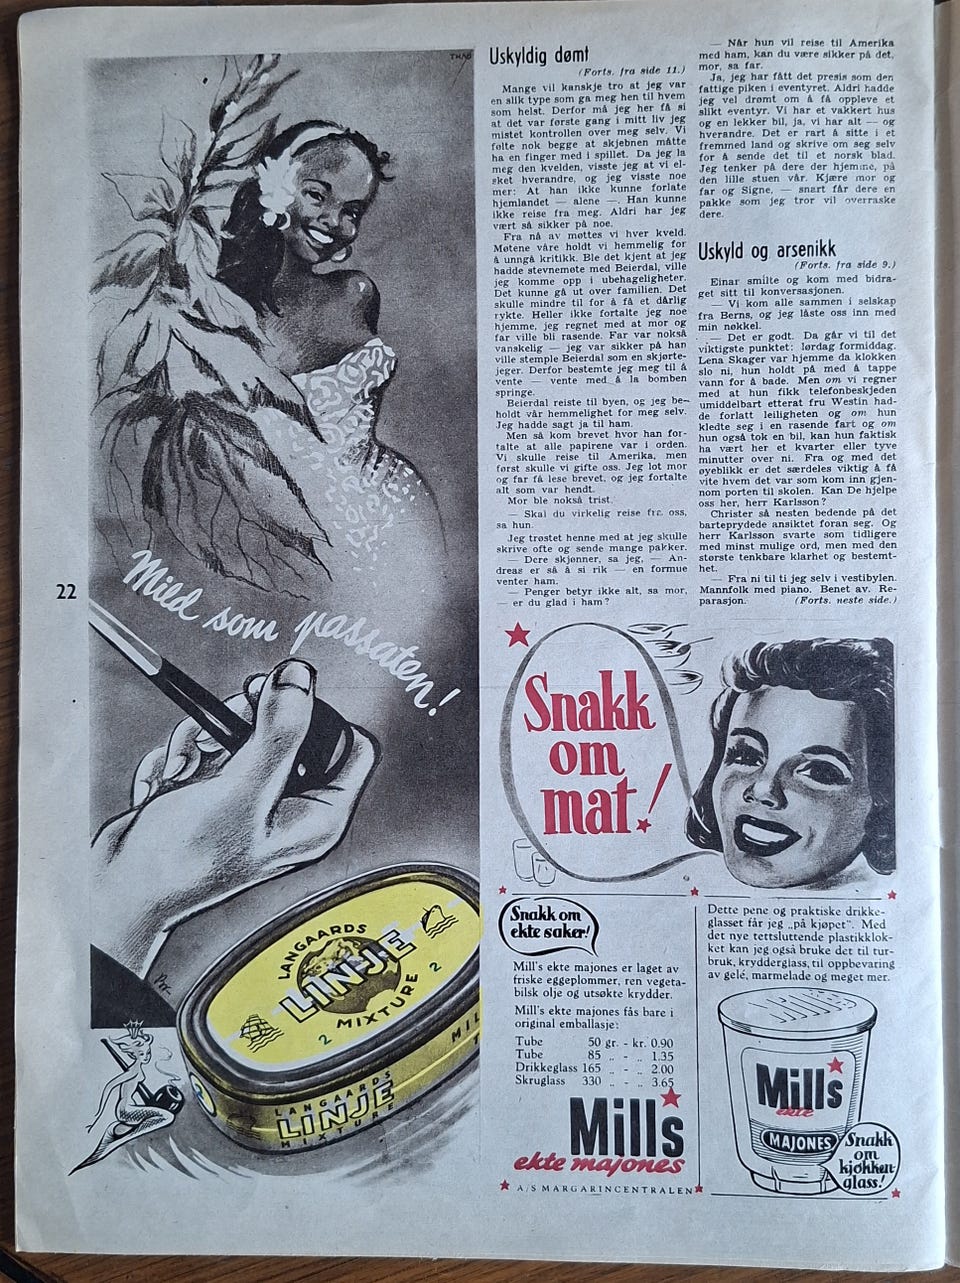 THAD
Mild som passaten!
22
LANGAARDS
LINJE
MIXTURE
2
2
LANGAARDS
LINJE
MIXTURE
Uskyldig dømt
(Forts. fra side 11.)
Mange vil kanskje tro at jeg var
en slik type som ga meg hen til hvem
som helst. Derfor må jeg her få si
at det var første gang i mitt liv jeg
mistet kontrollen over meg selv. Vi
følte nok begge at skjebnen måtte
ha en finger med i spillet. Da jeg la
meg den kvelden, visste jeg at vi el-
sket hverandre, og jeg visste noe
mer: At han ikke kunne forlate
hjemlandet — alene —. Han kunne
ikke reise fra meg. Aldri har jeg
vært så sikker på noe.
Fra nå av møttes vi hver kveld.
Møtene våre holdt vi hemmelig for
å unngå kritikk. Ble det kjent at jeg
hadde stevnemøte med Beierdal, ville
jeg komme opp i ubehageligheter.
Det kunne gå ut over familien. Det
skulle mindre til for å få et dårlig
rykte. Heller ikke fortalte jeg noe
hjemme, jeg regnet med at mor og
far ville bli rasende. Far var nokså
vanskelig — jeg var sikker på han
ville stemple Beierdal som en skjørte-
jeger. Derfor bestemte jeg meg til å
vente — vente med å la bomben
springe.
Beierdal reiste til byen, og jeg be-
holdt vår hemmelighet for meg selv.
Jeg hadde sagt ja til ham.
Men så kom brevet hvor han for-
talte at alle papirene var i orden.
Vi skulle reise til Amerika, men
først skulle vi gifte oss. Jeg lot mor
og far få lese brevet, og jeg fortalte
alt som var hendt.
Mor ble nokså trist.
— Skal du virkelig reise fra oss,
sa hun.
Jeg trøstet henne med at jeg skulle
skrive ofte og sende mange pakker.
— Dere skjønner, sa jeg, — An-
dreas er så å si rik — en formue
venter ham.
— Penger betyr ikke alt, sa mor,
— er du glad i ham?
— Når hun vil reise til Amerika
med ham, kan du være sikker på det,
mor, sa far.
Ja, jeg har fått det presis som den
fattige piken i eventyret. Aldri hadde
jeg vel drømt om å få oppleve et
slikt eventyr. Vi har et vakkert hus
og en lekker bil, ja, vi har alt — og
hverandre. Det er rart å sitte i et
fremmed land og skrive om seg selv
for å sende det til et norsk blad.
Jeg tenker på dere der hjemme, på
den lille stuen vår. Kjære mor og
far og Signe, — snart får dere en
pakke som jeg tror vil overraske
dere.
Uskyld og arsenikk
(Forts. fra side 9.)
Einar smilte og kom med bidra-
get sitt til konversasjonen.
— Vi kom alle sammen i selskap
fra Berns, og jeg låste oss inn med
min nøkkel.
— Det er godt. Da går vi til det
viktigste punktet: lørdag formiddag.
Lena Skager var hjemme da klokken
slo ni, hun holdt på med å tappe
vann for å bade. Men om vi regner
med at hun fikk telefonbeskjeden
umiddelbart etterat fru Westin had-
de forlatt leiligheten og om hun
kledte seg i en rasende fart og om
hun også tok en bil, kan hun faktisk
ha vært her et kvarter eller tyve
minutter over ni. Fra og med det
øyeblikk er det særdeles viktig å få
vite hvem det var som kom inn gjen-
nom porten til skolen. Kan De hjelpe
oss her, herr Karlsson?
Christer så nesten bedende på det
barteprydede ansiktet foran seg. Og
herr Karlsson svarte som tidligere
med minst mulige ord, men med den
største tenkbare klarhet og bestemt-
het.
— Fra ni til ti jeg selv i vestibylen.
Mannfolk med piano. Benet av. Re-
parasjon.
(Forts. neste side.)
Snakk
om
mat!
Snakk om
ekte saker!
Mill's ekte majones er laget av
friske eggeplommer, ren vegeta-
bilsk olje og utsøkte krydder.
Mill's ekte majones fås bare i
original emballasje:
Tube 50 gr. - kr. 0.90
Tube 85 „ - „ 1.35
Drikkeglass 165 „ - „ 2.00
Skruglass 330 „ - „ 3.65
Mills
ekte majones
A/S MARGARINCENTRALEN
Dette pene og praktiske drikke-
glasset får jeg „på kjøpet". Med
det nye tettsluttende plastikklok-
ket kan jeg også bruke det til tur-
bruk, krydderglass, til oppbevaring
av gelé, marmelade og meget mer.
Mills
ekte
MAJONES
Snakk
om
kjøkken
glass!